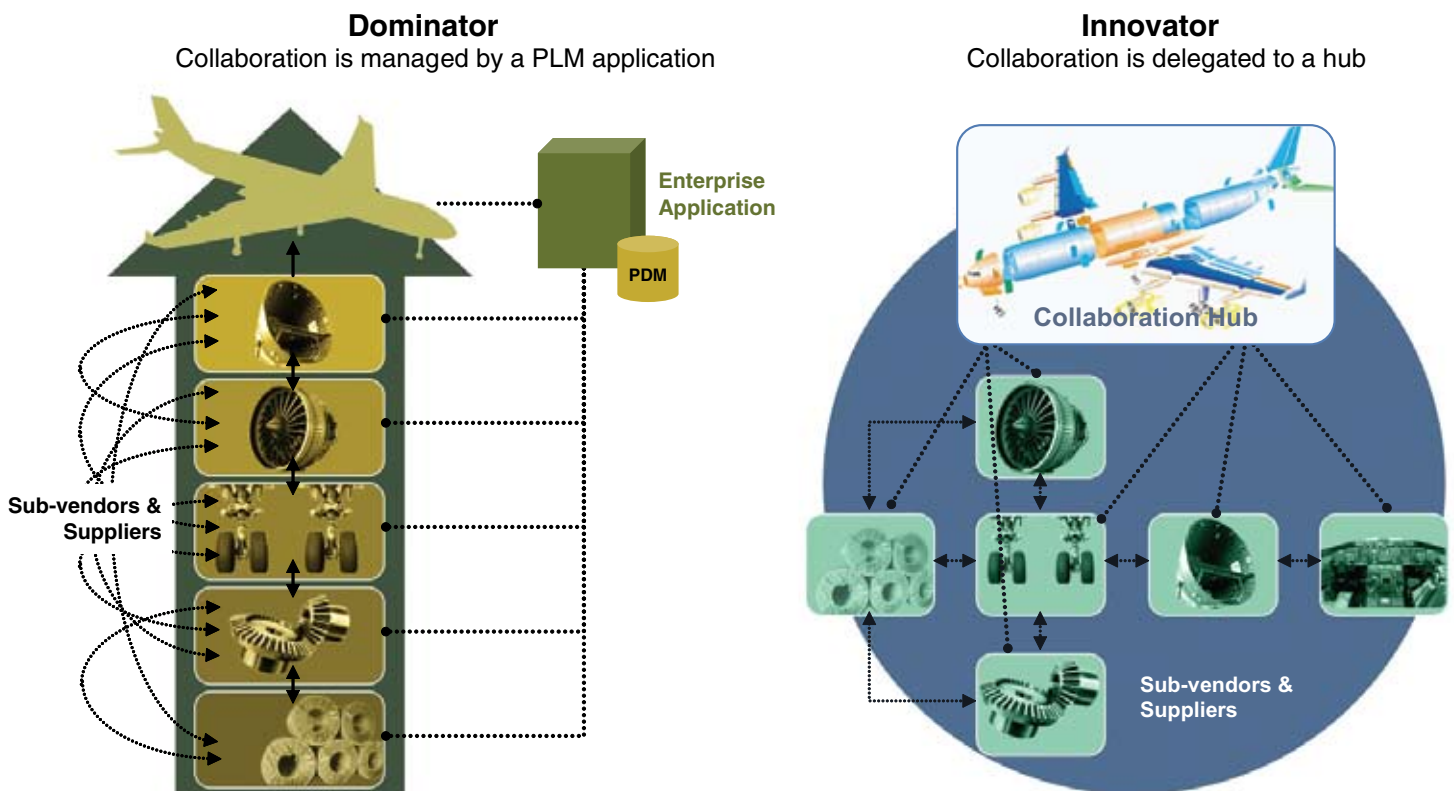 Dominator
Collaboration is managed by a PLM application
Enterprise
Application
PDM
Sub-vendors &
Suppliers
Innovator
Collaboration is delegated to a hub
Collaboration Hub
Sub-vendors &
Suppliers